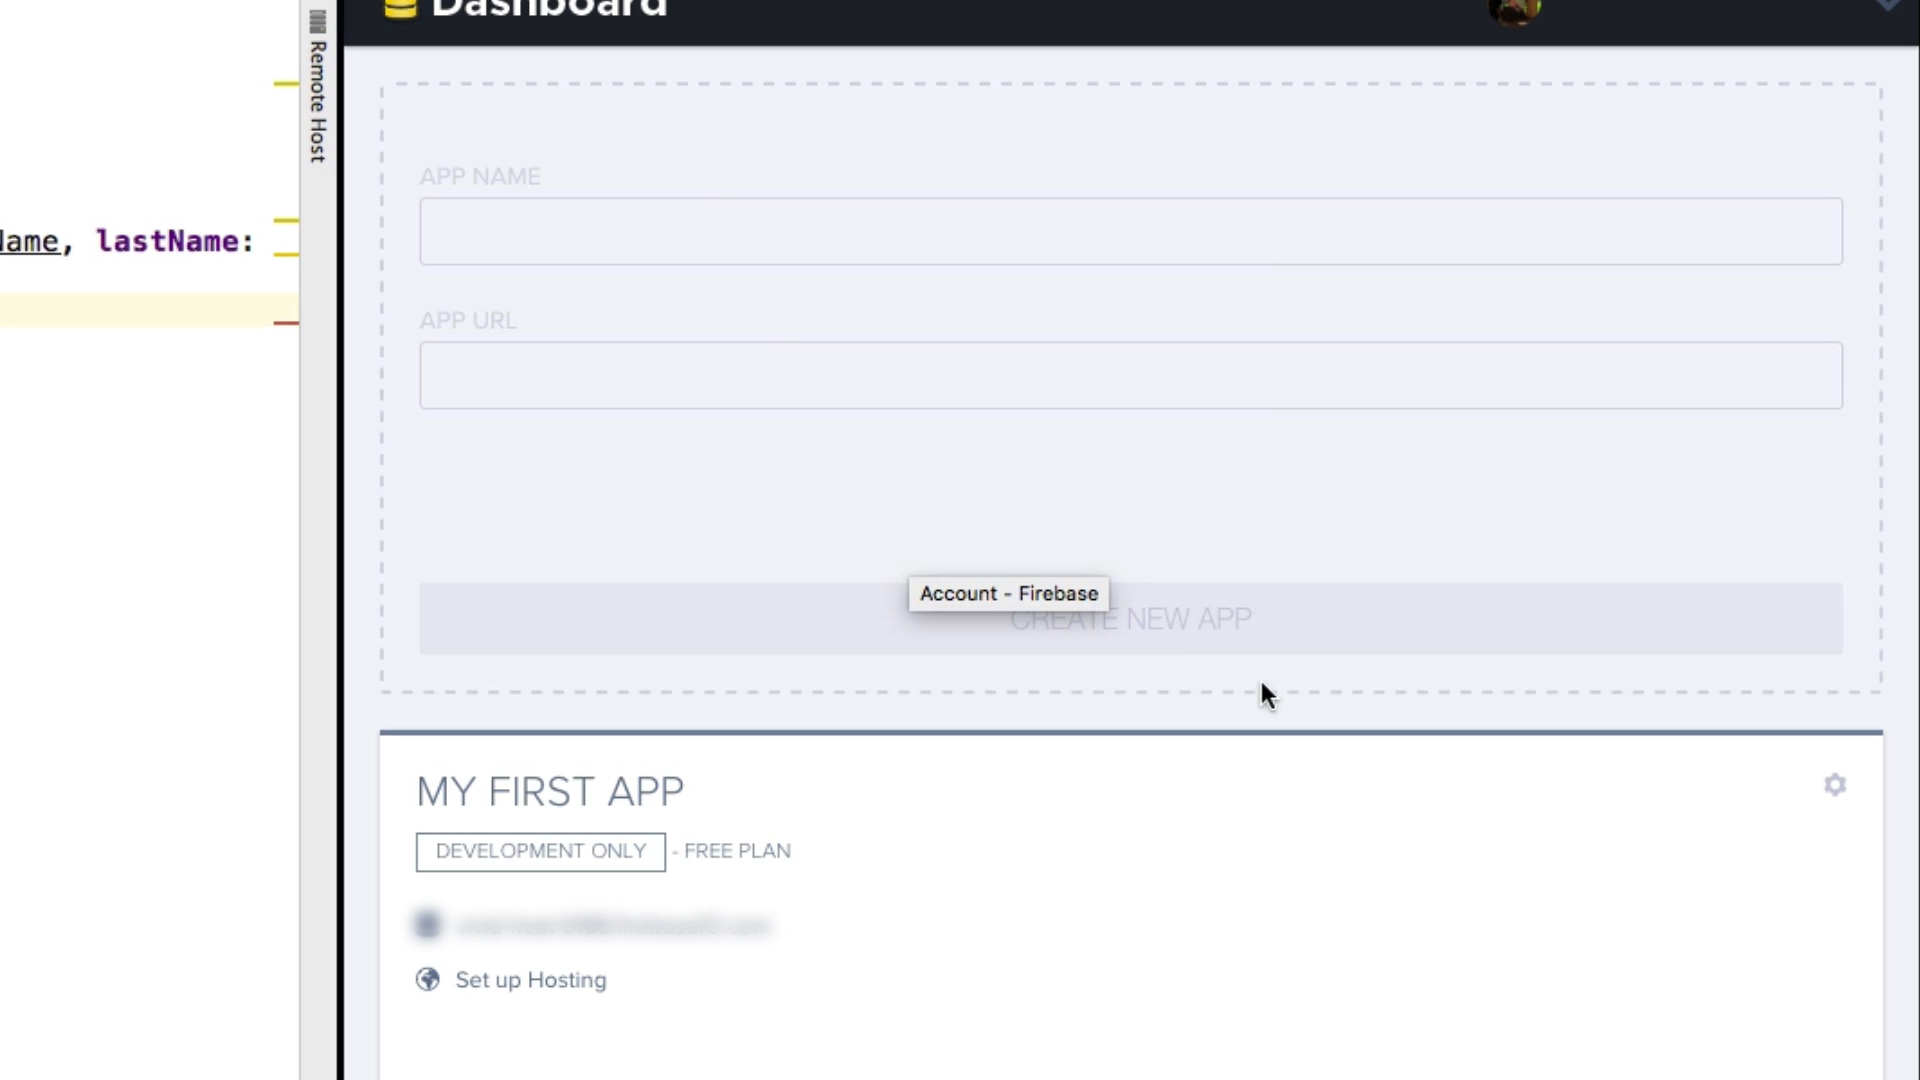 Dashboard
Remote Host
Name, lastName:
APP NAME
APP URL
Account - Firebase
CREATE NEW APP
MY FIRST APP
DEVELOPMENT ONLY - FREE PLAN
Set up Hosting